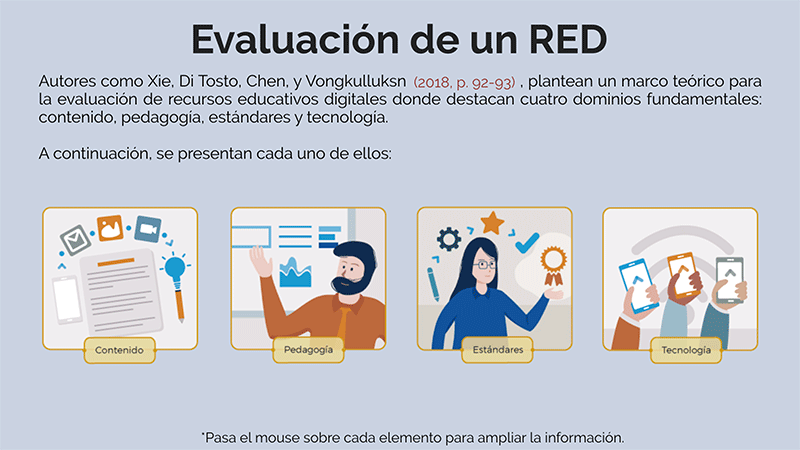 Evaluación de un RED
Autores como Xie, Di Tosto, Chen, y Vongkulluksn (2018, p. 92-93) , plantean un marco teórico para
la evaluación de recursos educativos digitales donde destacan cuatro dominios fundamentales:
contenido, pedagogía, estándares y tecnología.
A continuación, se presentan cada uno de ellos:
Contenido
Pedagogía
Estándares
Tecnología
*Pasa el mouse sobre cada elemento para ampliar la información.